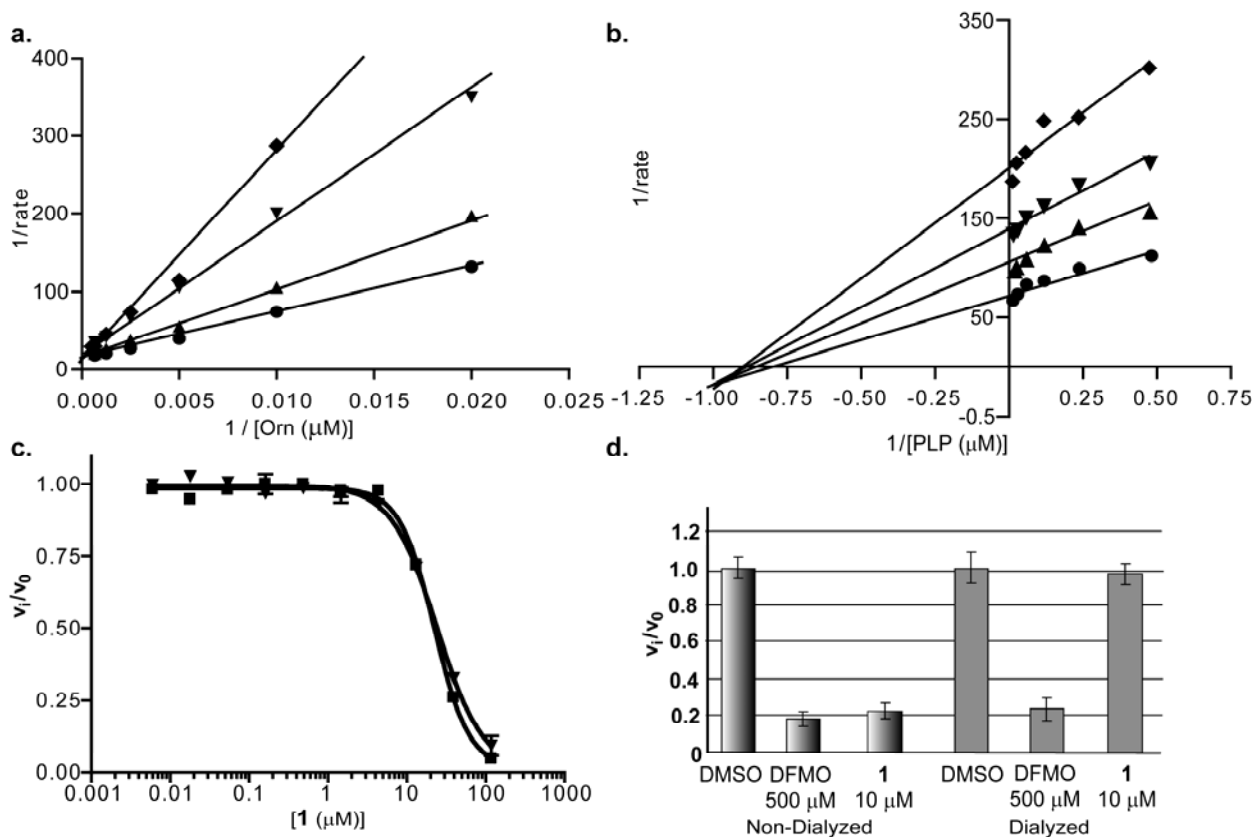 a.
400
300
200
100
0
1/rate
0.000 0.005 0.010 0.015 0.020 0.025
1 / [Orn (μM)]
b.
350
250
150
50
-0.5
1/rate
-1.25 -1.00 -0.75 -0.50 -0.25 0.25 0.50 0.75
1/[PLP (μM)]
c.
1.00
0.75
0.50
0.25
0.00
vi/v0
0.001 0.01 0.1 1 10 100 1000
[1 (μM)]
d.
1.2
1.0
0.8
0.6
0.4
0.2
0
vi/v0
DMSO DFMO 1 DMSO DFMO 1
500 μM 10 μM 500 μM 10 μM
Non-Dialyzed Dialyzed